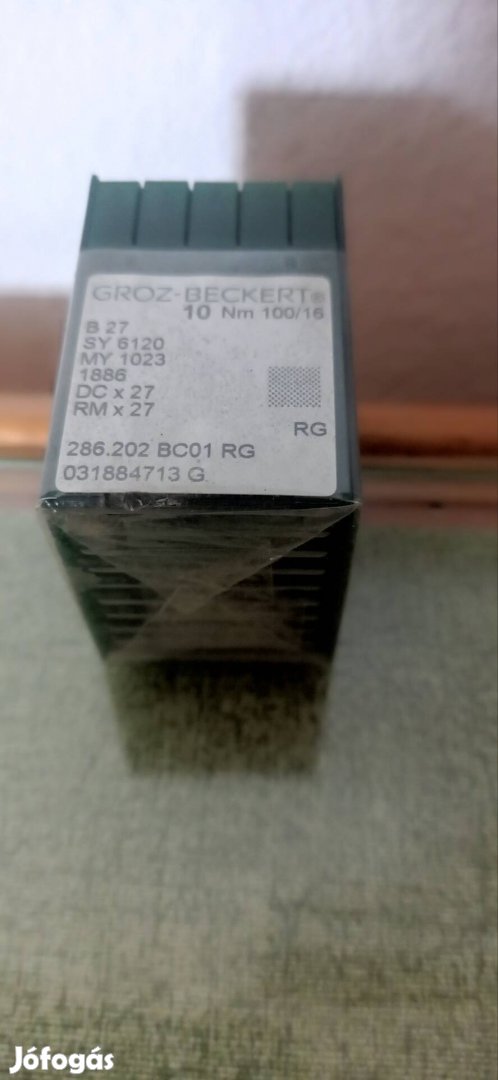 GROZ-BECKERT®
10 Nm 100/16
B 27
SY 6120
MY 1023
1886
DC x 27
RM x 27
RG
286.202 BC01 RG
031884713 G
Jófogás